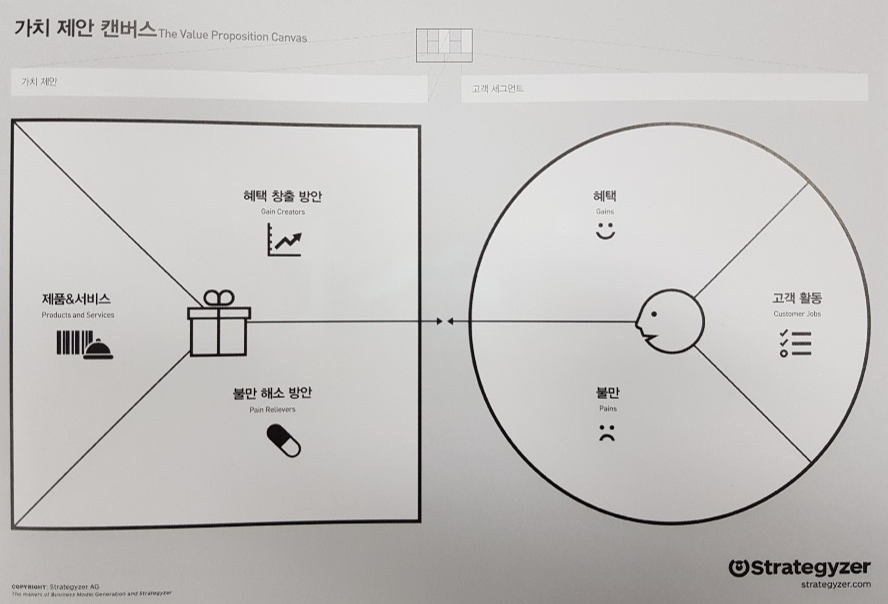 가치 제안 캔버스 The Value Proposition Canvas
가치 제안
고객 세그먼트
혜택 창출 방안
Gain Creators
제품&서비스
Products and Services
불만 해소 방안
Pain Relievers
혜택
Gains
고객 활동
Customer Jobs
불만
Pains
COPYRIGHT: Strategyzer AG
The makers of Business Model Generation and Strategyzer
Strategyzer
strategyzer.com